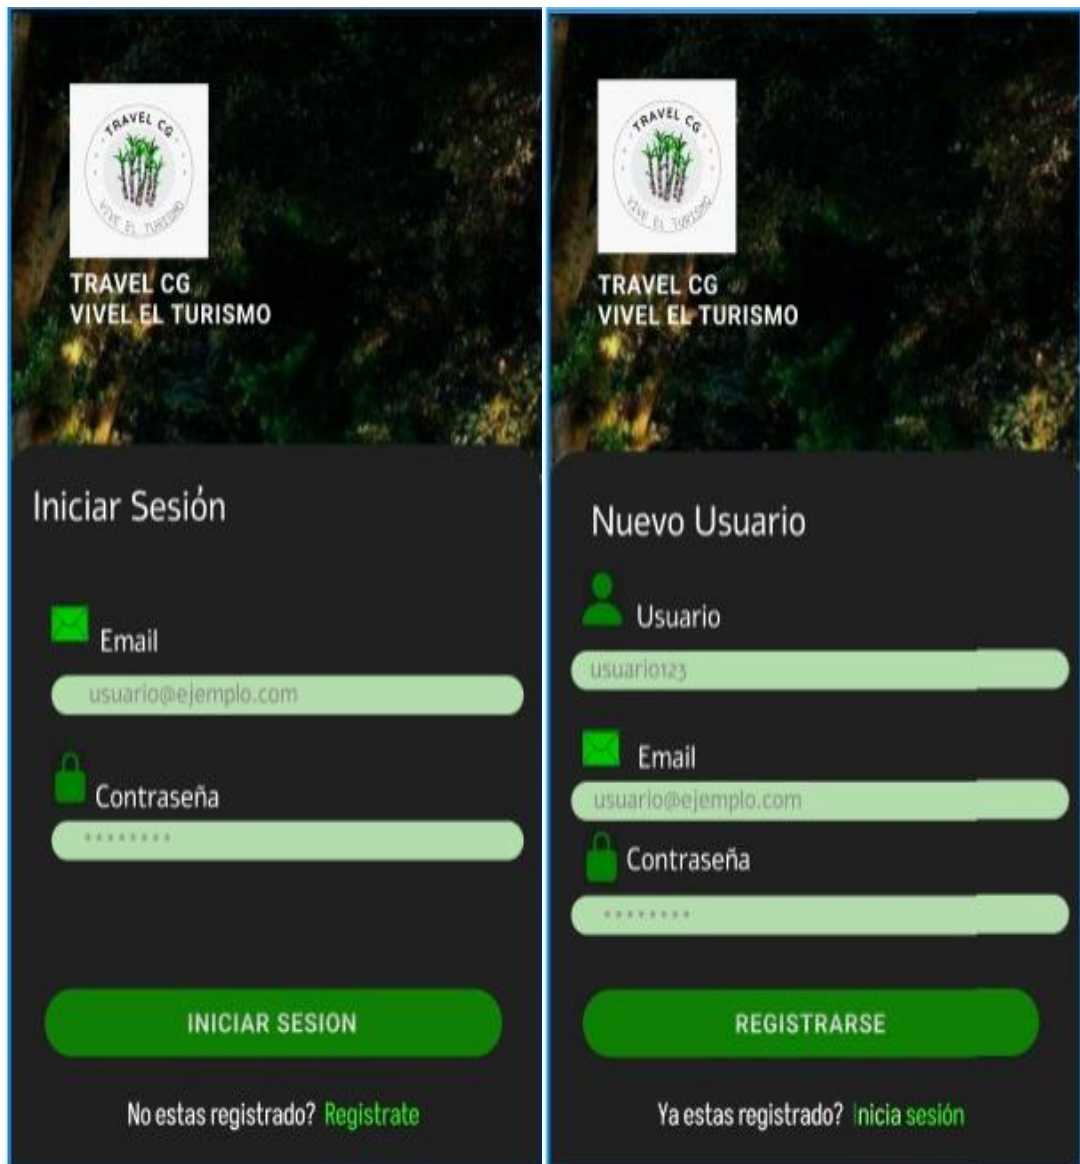 TRAVEL CG
VIVE EL TURISMO
TRAVEL CG
VIVEL EL TURISMO
Iniciar Sesión
Email
usuario@ejemplo.com
Contraseña
********
INICIAR SESION
No estas registrado? Registrate
TRAVEL CG
VIVE EL TURISMO
TRAVEL CG
VIVEL EL TURISMO
Nuevo Usuario
Usuario
usuario123
Email
usuario@ejemplo.com
Contraseña
********
REGISTRARSE
Ya estas registrado? Inicia sesión